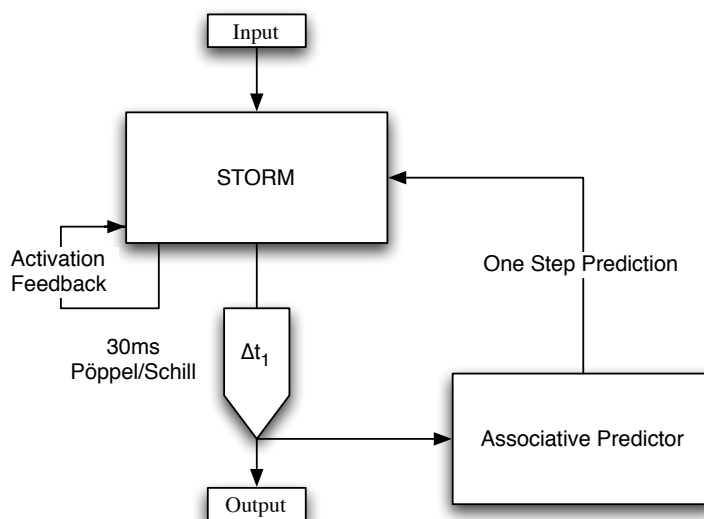 Input
STORM
Activation
Feedback
One Step Prediction
30ms
Pöppel/Schill
Δt₁
Associative Predictor
Output